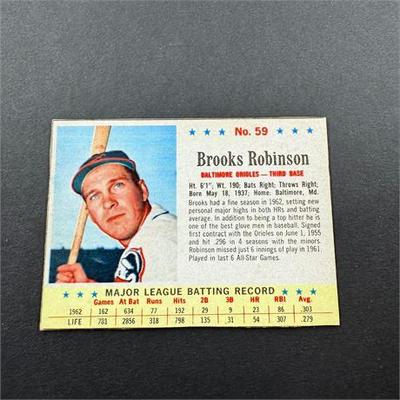 No. 59
Brooks Robinson
BALTIMORE ORIOLES — THIRD BASE
Ht. 6'1"; Wt. 190; Bats Right; Throws Right;
Born May 18, 1937; Home: Baltimore, Md.
Brooks had a fine season in 1962, setting new
personal major highs in both HRs and batting
average. In addition to being a top hitter he is
one of the best glove men in baseball. Signed
first contract with the Orioles on June 1, 1955
and hit .296 in 4 seasons with the minors.
Robinson missed just 6 innings of play in 1961.
Played in last 6 All-Star Games.
MAJOR LEAGUE BATTING RECORD
Games At Bat Runs Hits 2B 3B HR RBI Avg.
1962 162 634 77 192 29 9 23 86 .303
LIFE 781 2856 318 798 135 31 54 307 .279